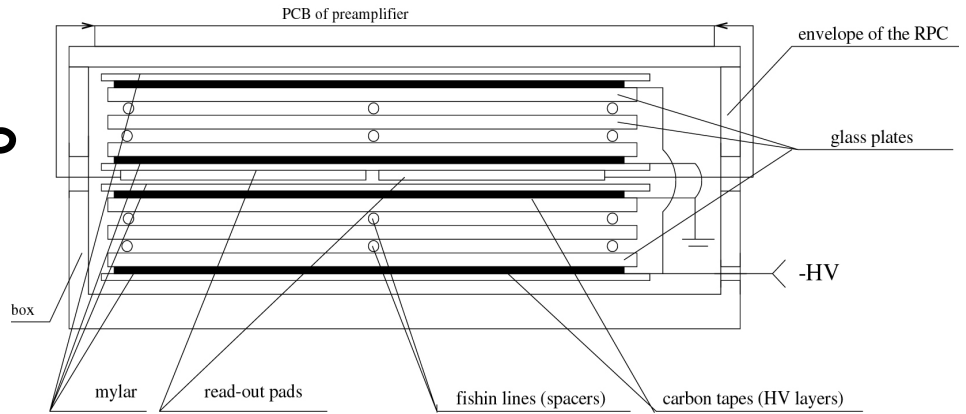 PCB of preamplifier
envelope of the RPC
glass plates
-HV
box
mylar
read-out pads
fishin lines (spacers)
carbon tapes (HV layers)